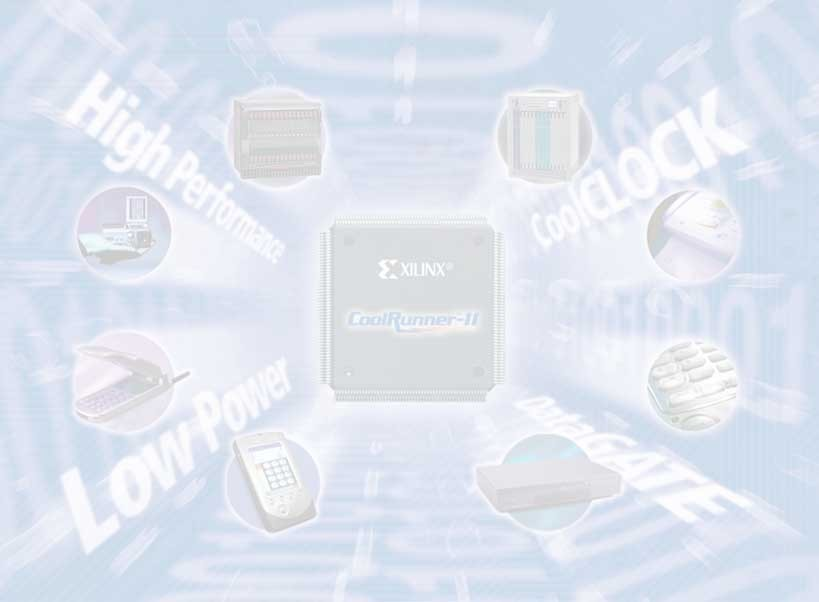 High Performance
CoolCLOCK
XILINX®
CoolRunner-II
Low Power
DataGATE